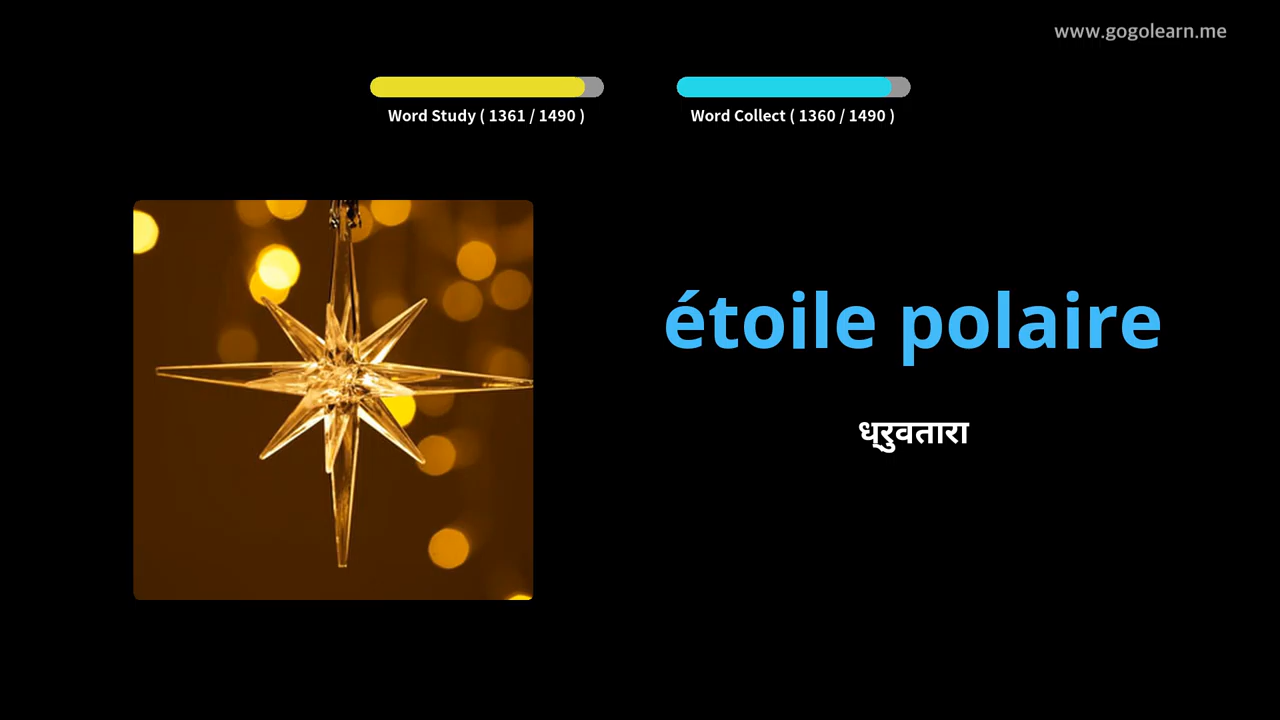 www.gogolearn.me
Word Study ( 1361 / 1490 )
Word Collect ( 1360 / 1490 )
étoile polaire
ध्रुवतारा